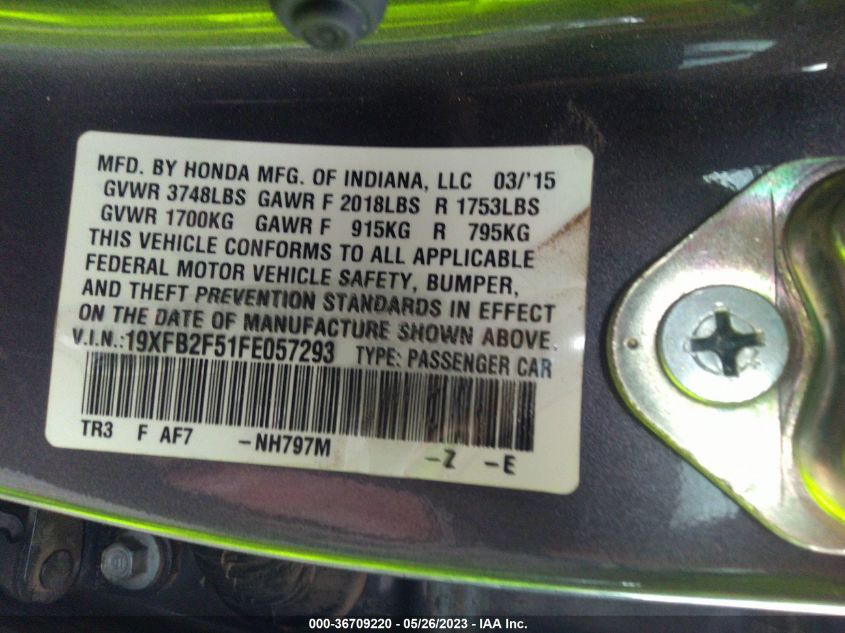 MFD. BY HONDA MFG. OF INDIANA, LLC 03/'15
GVWR 3748LBS GAWR F 2018LBS R 1753LBS
GVWR 1700KG GAWR F 915KG R 795KG
THIS VEHICLE CONFORMS TO ALL APPLICABLE
FEDERAL MOTOR VEHICLE SAFETY, BUMPER,
AND THEFT PREVENTION STANDARDS IN EFFECT
ON THE DATE OF MANUFACTURE SHOWN ABOVE.
V.I.N.:19XFB2F51FE057293 TYPE: PASSENGER CAR
TR3 F AF7 -NH797M -Z -E
000-36709220 - 05/26/2023 - IAA Inc.